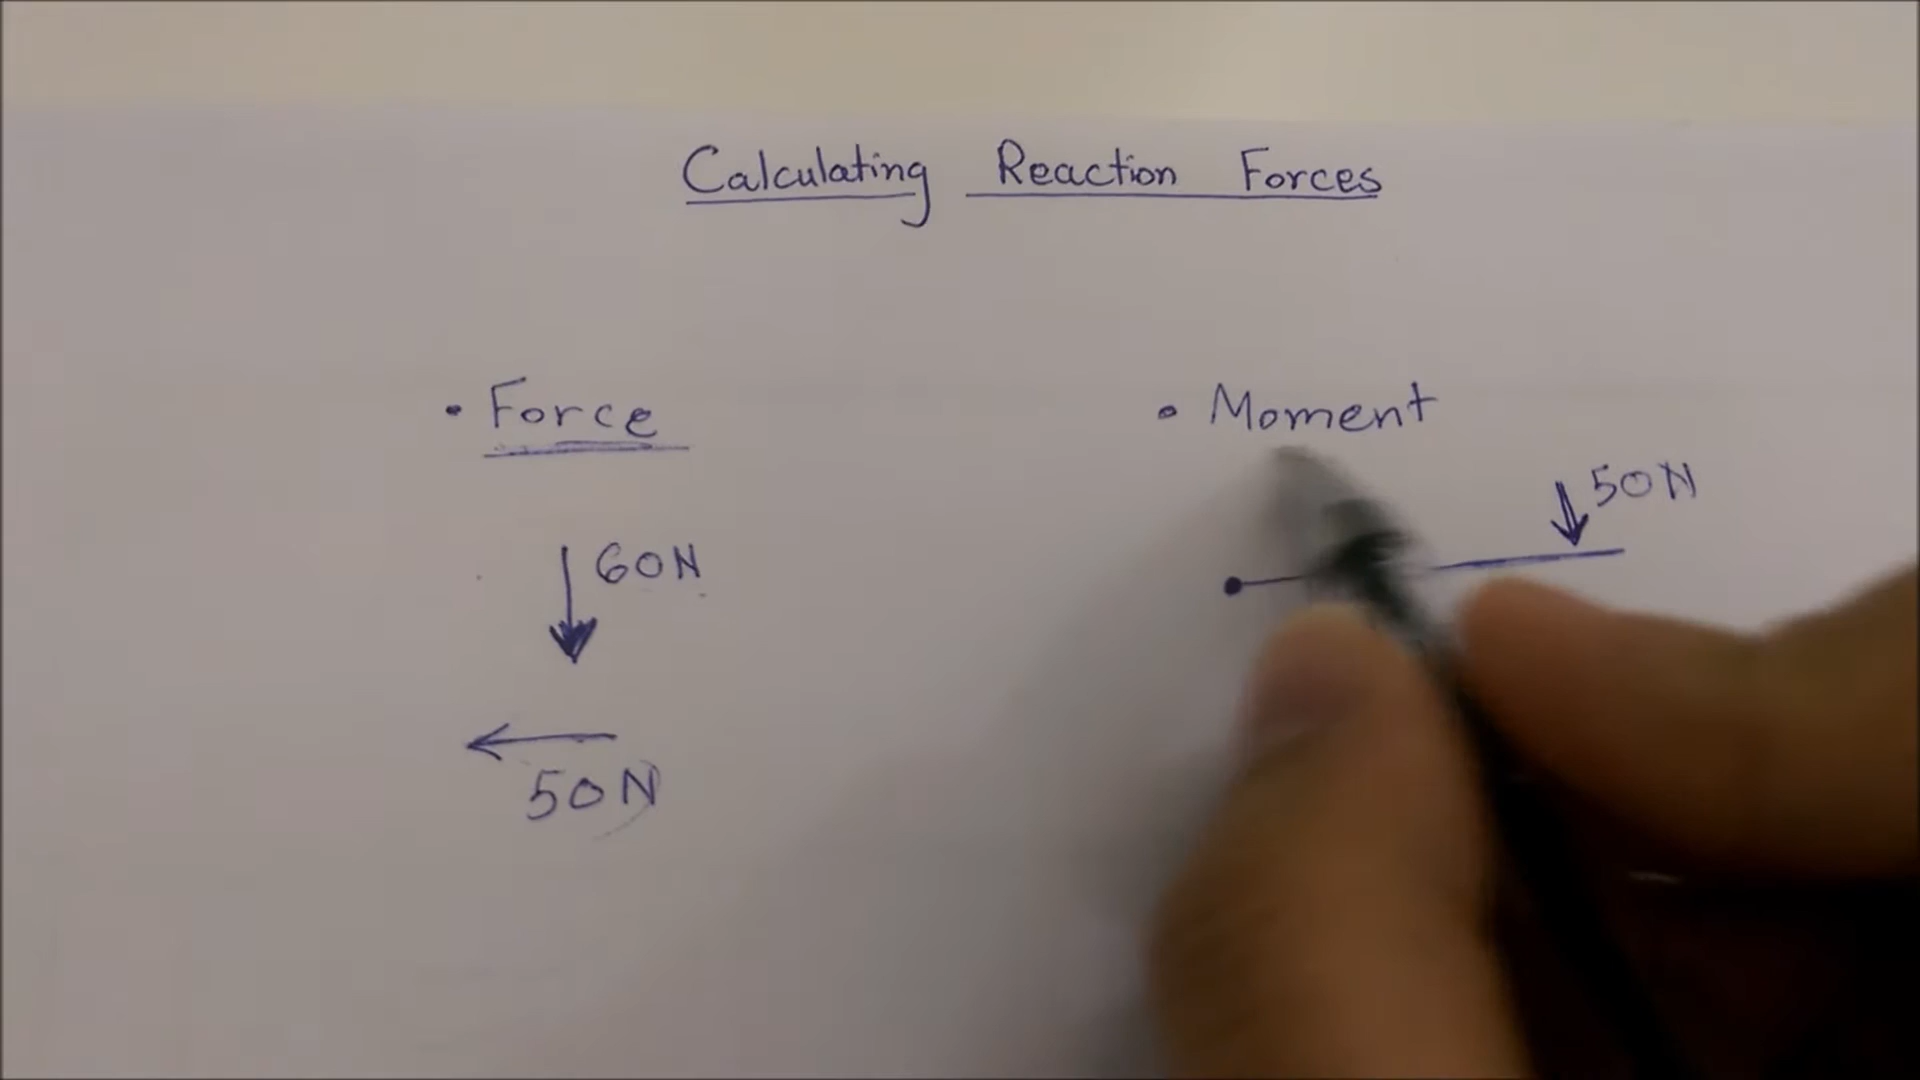 Calculating Reaction Forces
• Force
• Moment
50N
60N
50N